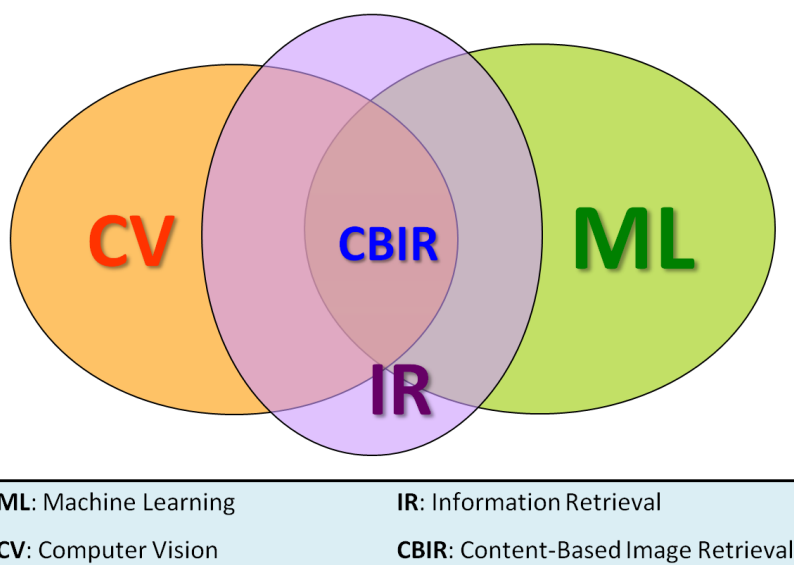 CV
CBIR
ML
IR
ML: Machine Learning
IR: Information Retrieval
CV: Computer Vision
CBIR: Content-Based Image Retrieval